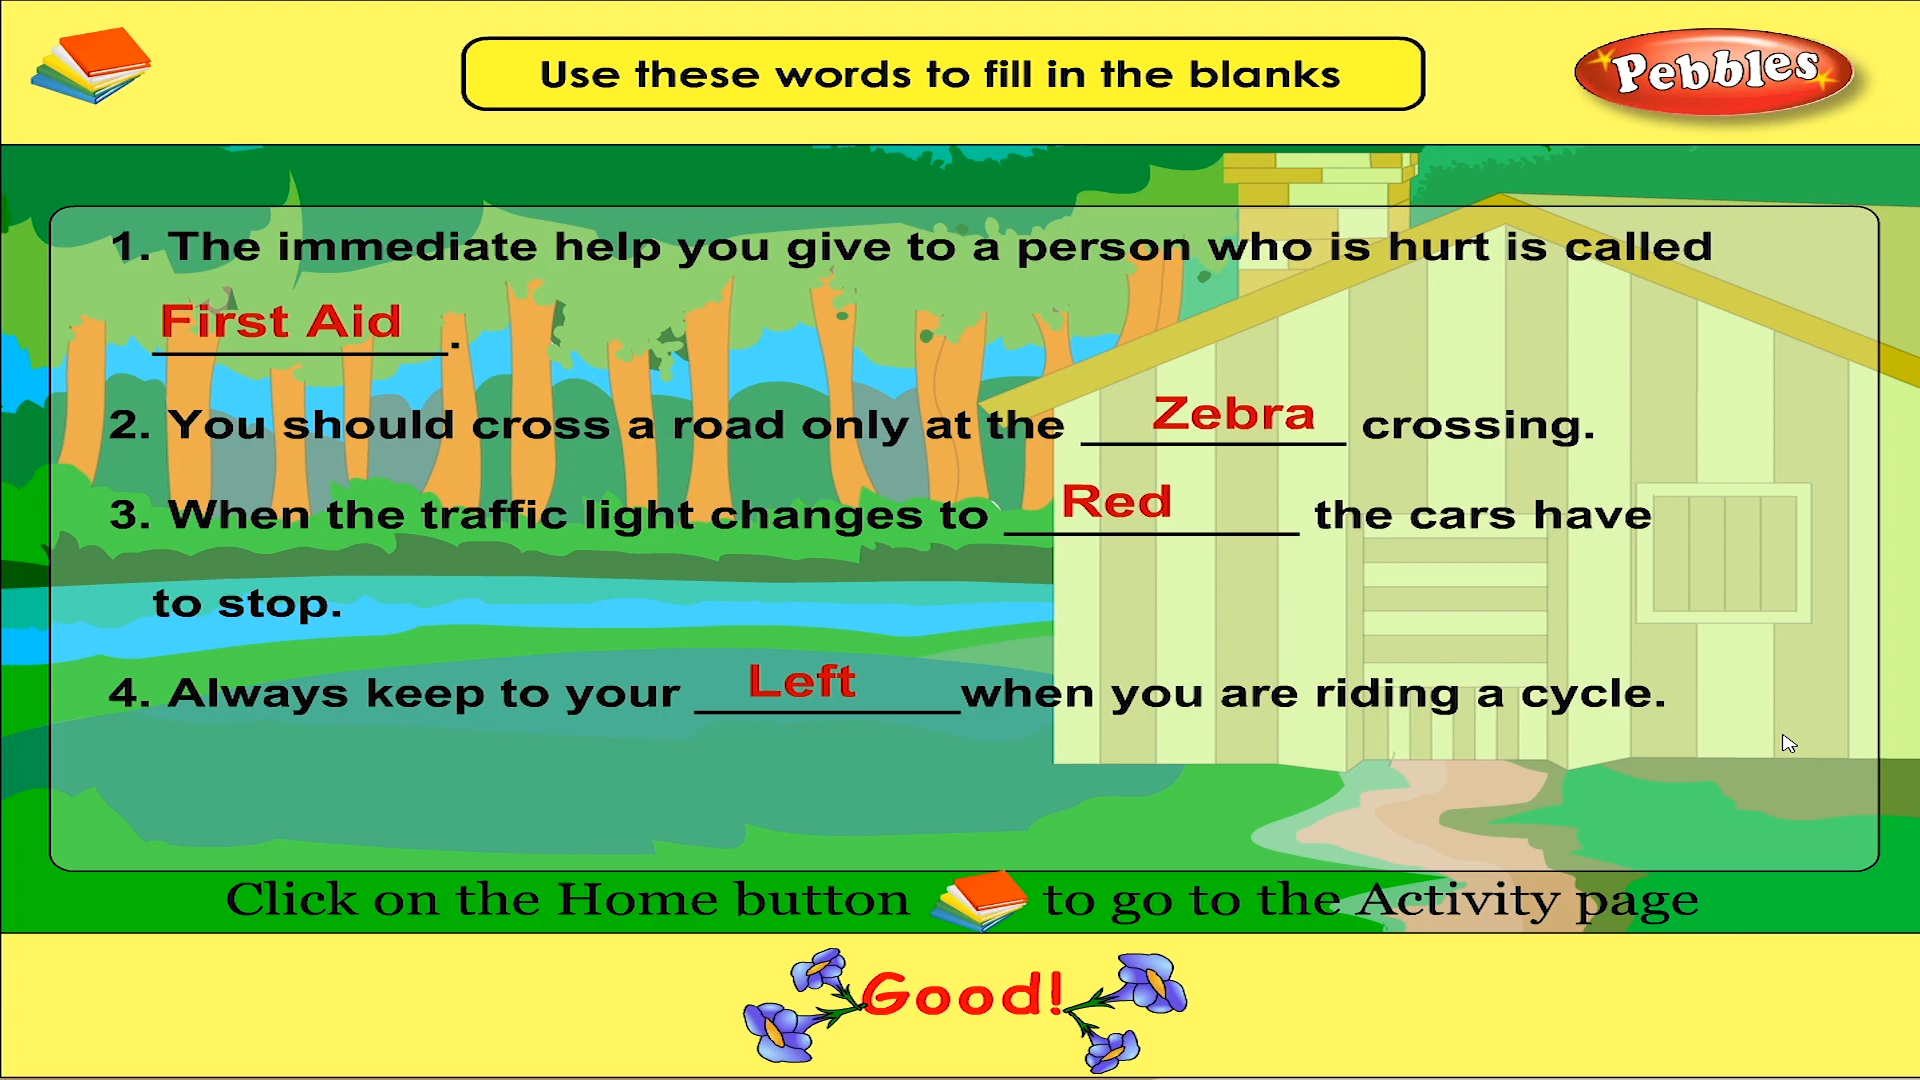 Use these words to fill in the blanks
Pebbles
1. The immediate help you give to a person who is hurt is called
First Aid.
2. You should cross a road only at the Zebra crossing.
3. When the traffic light changes to Red the cars have
to stop.
4. Always keep to your Left when you are riding a cycle.
Click on the Home button to go to the Activity page
Good!